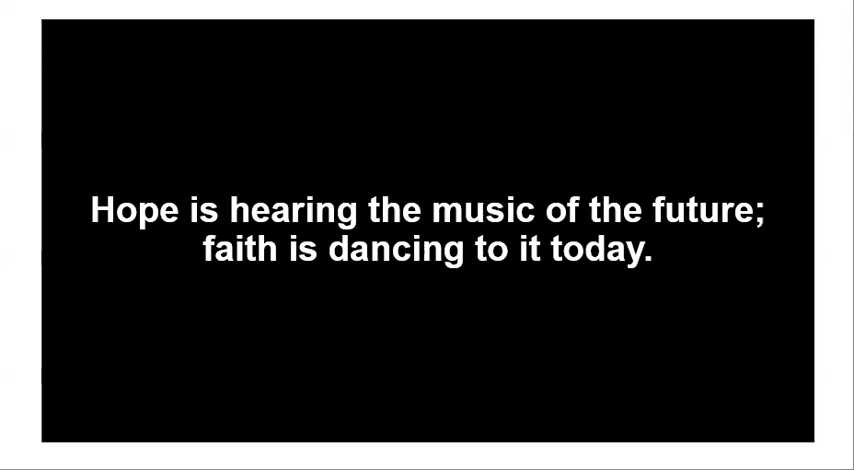 Hope is hearing the music of the future;
faith is dancing to it today.